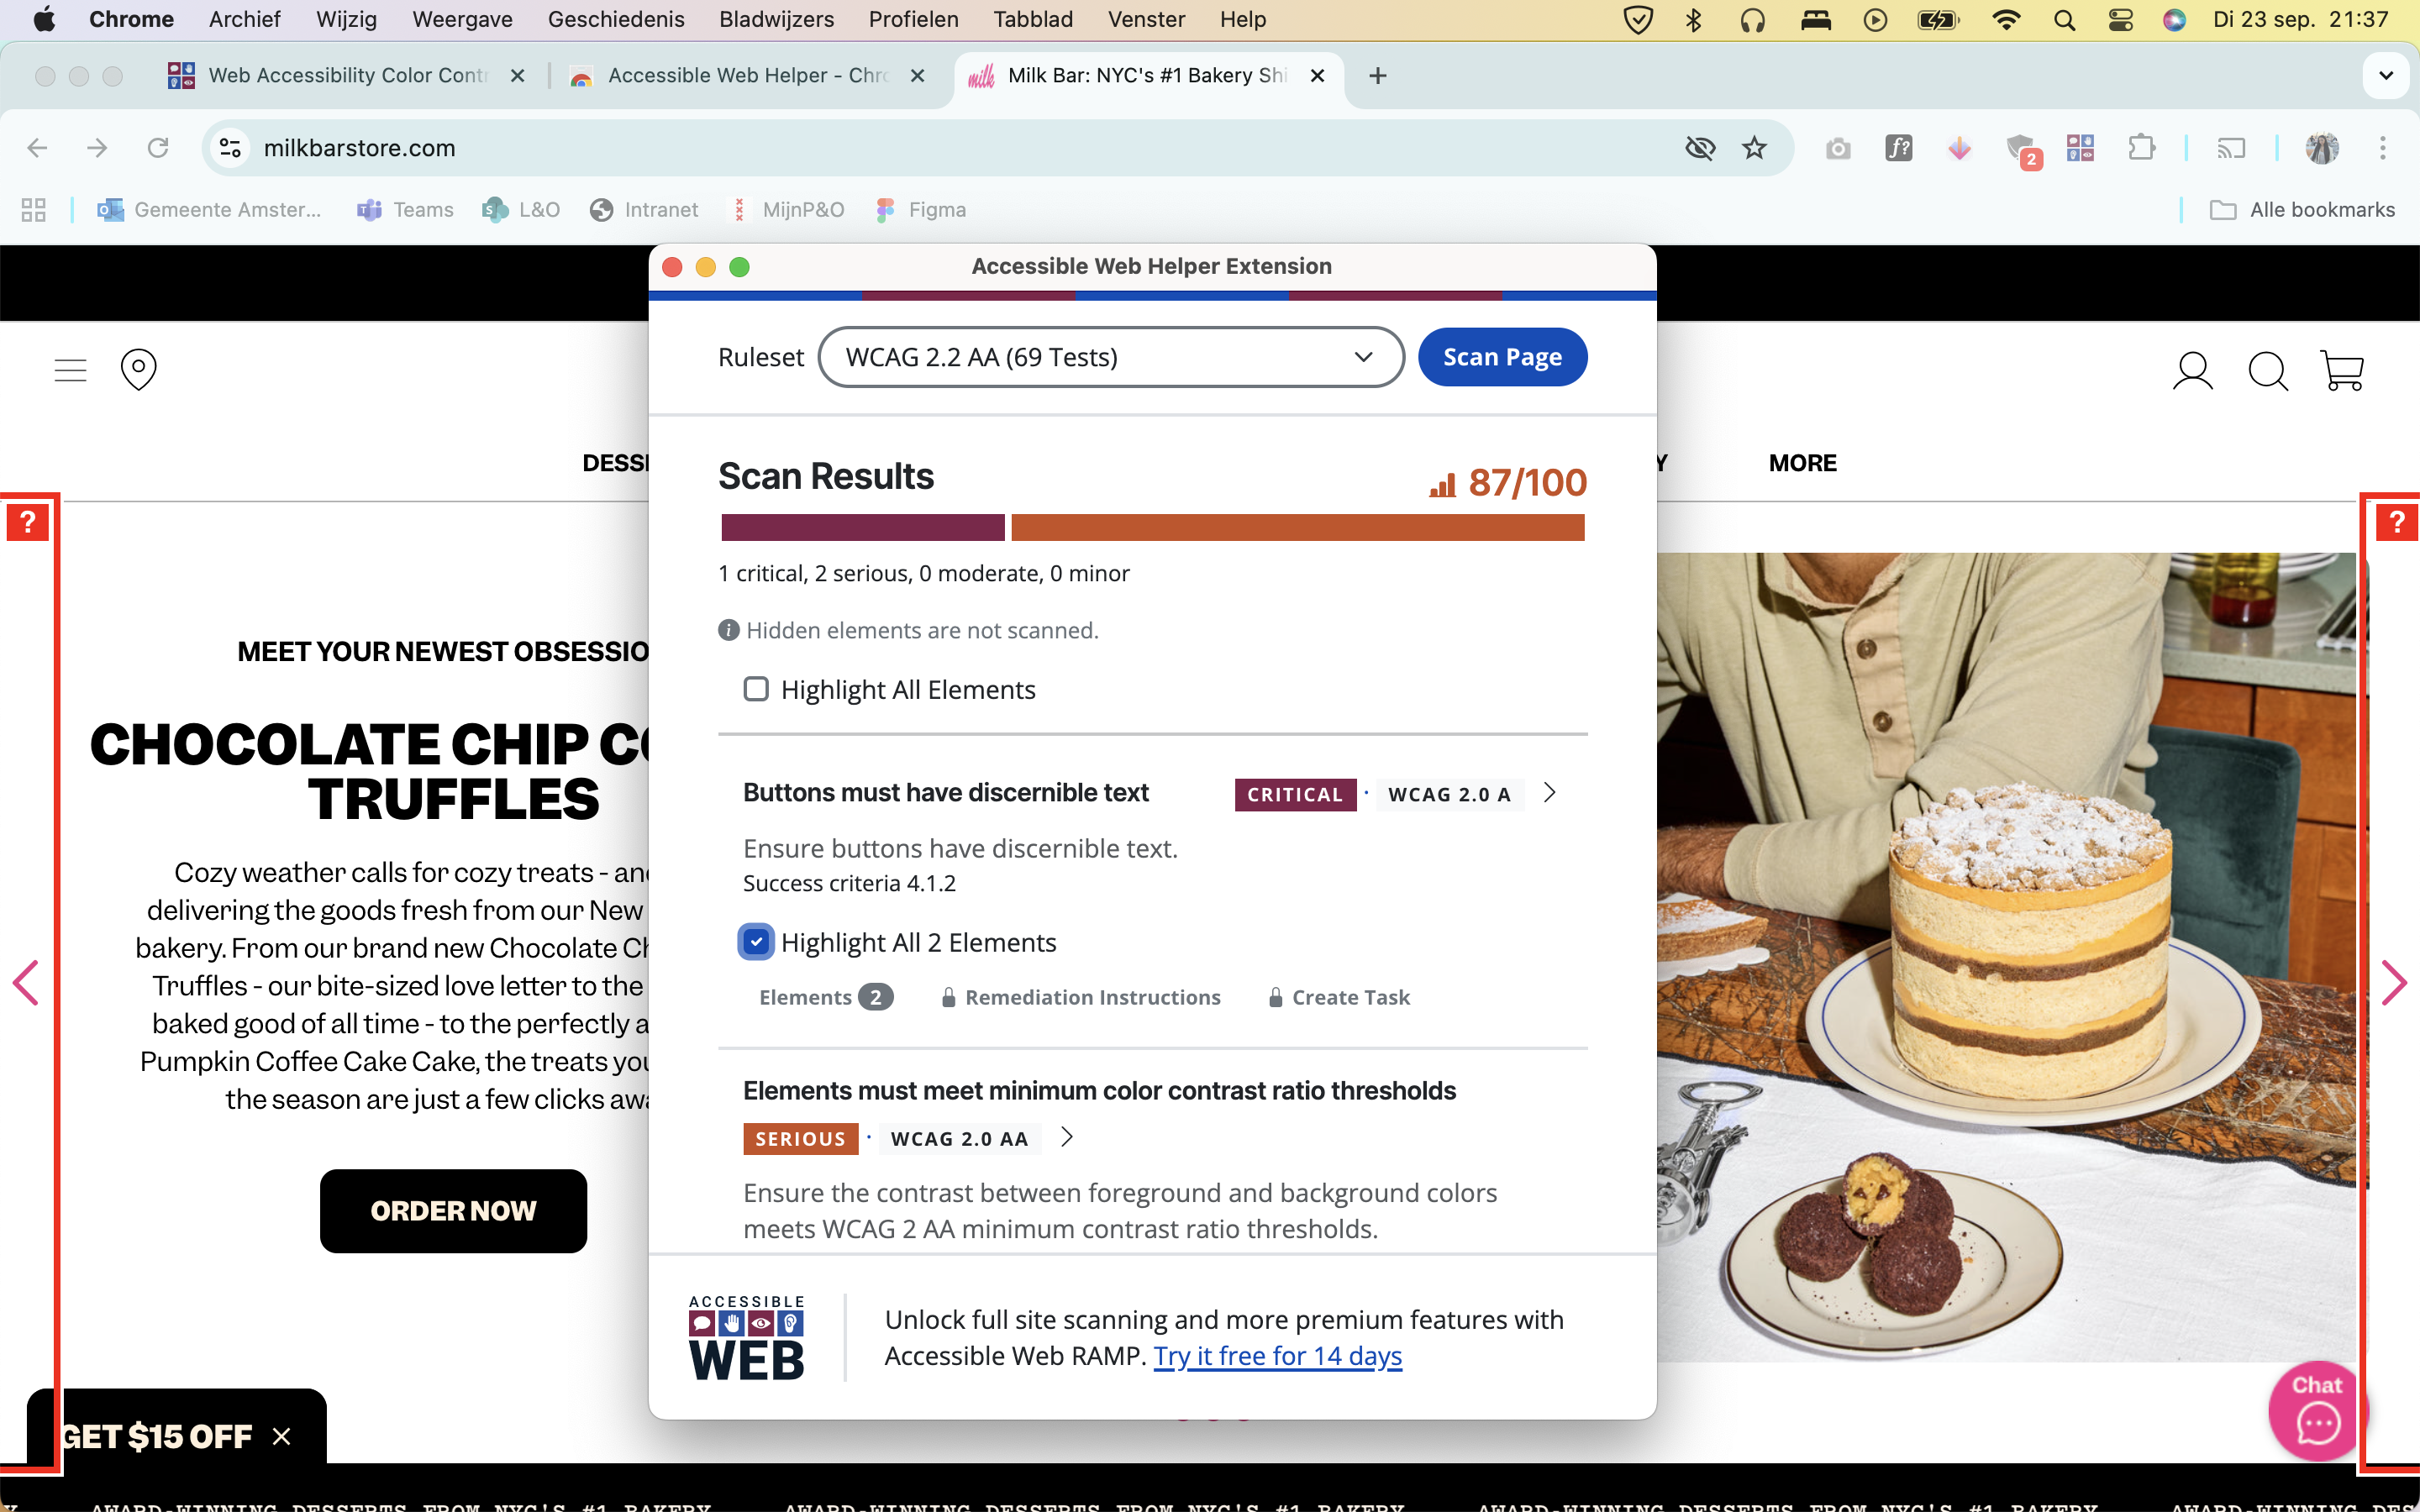 Chrome Archief Wijzig Weergave Geschiedenis Bladwijzers Profielen Tabblad Venster Help Di 23 sep. 21:37
Web Accessibility Color Contr Accessible Web Helper - Chro milk Milk Bar: NYC's #1 Bakery Shi
milkbarstore.com f? 2
Gemeente Amster... Teams L&O Intranet MijnP&O Figma Alle bookmarks
Accessible Web Helper Extension
Ruleset WCAG 2.2 AA (69 Tests) Scan Page
DESS Y MORE
Scan Results 87/100
? ?
1 critical, 2 serious, 0 moderate, 0 minor
Hidden elements are not scanned.
Highlight All Elements
MEET YOUR NEWEST OBSESSIO
CHOCOLATE CHIP CO
TRUFFLES
Cozy weather calls for cozy treats - an
delivering the goods fresh from our New
bakery. From our brand new Chocolate C
Truffles - our bite-sized love letter to the
baked good of all time - to the perfectly a
Pumpkin Coffee Cake Cake, the treats you
the season are just a few clicks aw
ORDER NOW
Buttons must have discernible text CRITICAL · WCAG 2.0 A
Ensure buttons have discernible text.
Success criteria 4.1.2
Highlight All 2 Elements
Elements 2 Remediation Instructions Create Task
Elements must meet minimum color contrast ratio thresholds
SERIOUS · WCAG 2.0 AA
Ensure the contrast between foreground and background colors
meets WCAG 2 AA minimum contrast ratio thresholds.
ACCESSIBLE
WEB
Unlock full site scanning and more premium features with
Accessible Web RAMP. Try it free for 14 days
GET $15 OFF
Chat
Y AWARD-WINNING DESSERTS FROM NYC'S #1 BAKERY AWARD-WINNING DESSERTS FROM NYC'S #1 BAKERY AWARD-WINNING DESSERTS FROM NYC'S #1 BAKERY AWARD-WINNING DES